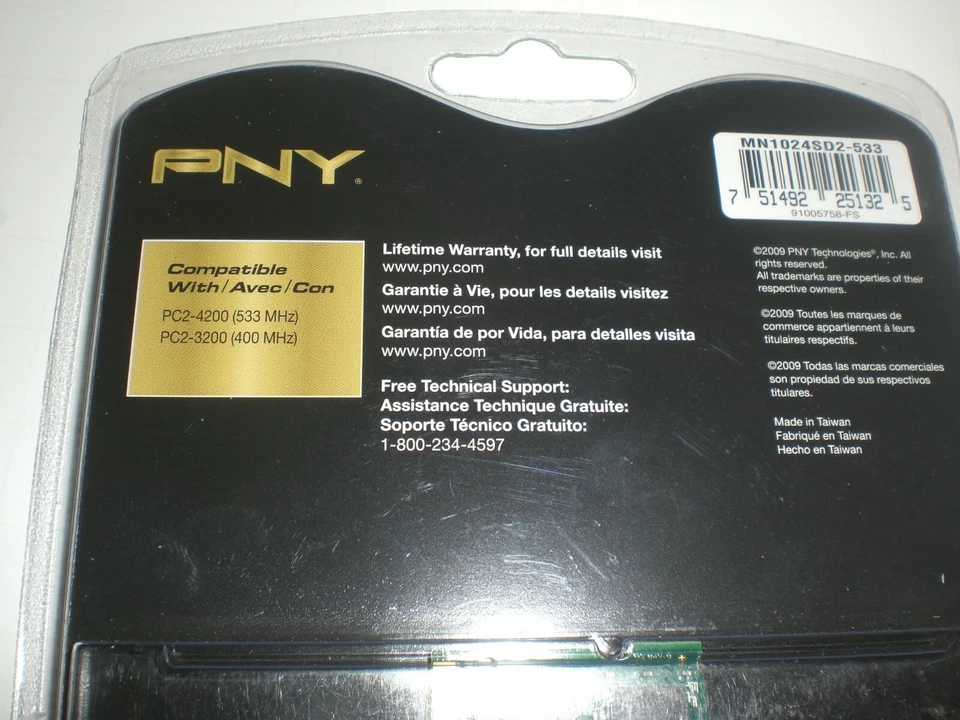 PNY®
MN1024SD2-533
7 51492 25132 5
91005758-FS
Compatible
With/Avec/Con
PC2-4200 (533 MHz)
PC2-3200 (400 MHz)
Lifetime Warranty, for full details visit
www.pny.com
Garantie à Vie, pour les details visitez
www.pny.com
Garantía de por Vida, para detalles visita
www.pny.com
Free Technical Support:
Assistance Technique Gratuite:
Soporte Técnico Gratuito:
1-800-234-4597
©2009 PNY Technologies®, Inc. All
rights reserved.
All trademarks are properties of their
respective owners.
©2009 Toutes les marques de
commerce appartiennent à leurs
titulaires respectifs.
©2009 Todas las marcas comerciales
son propiedad de sus respectivos
titulares.
Made in Taiwan
Fabriqué en Taiwan
Hecho en Taiwan